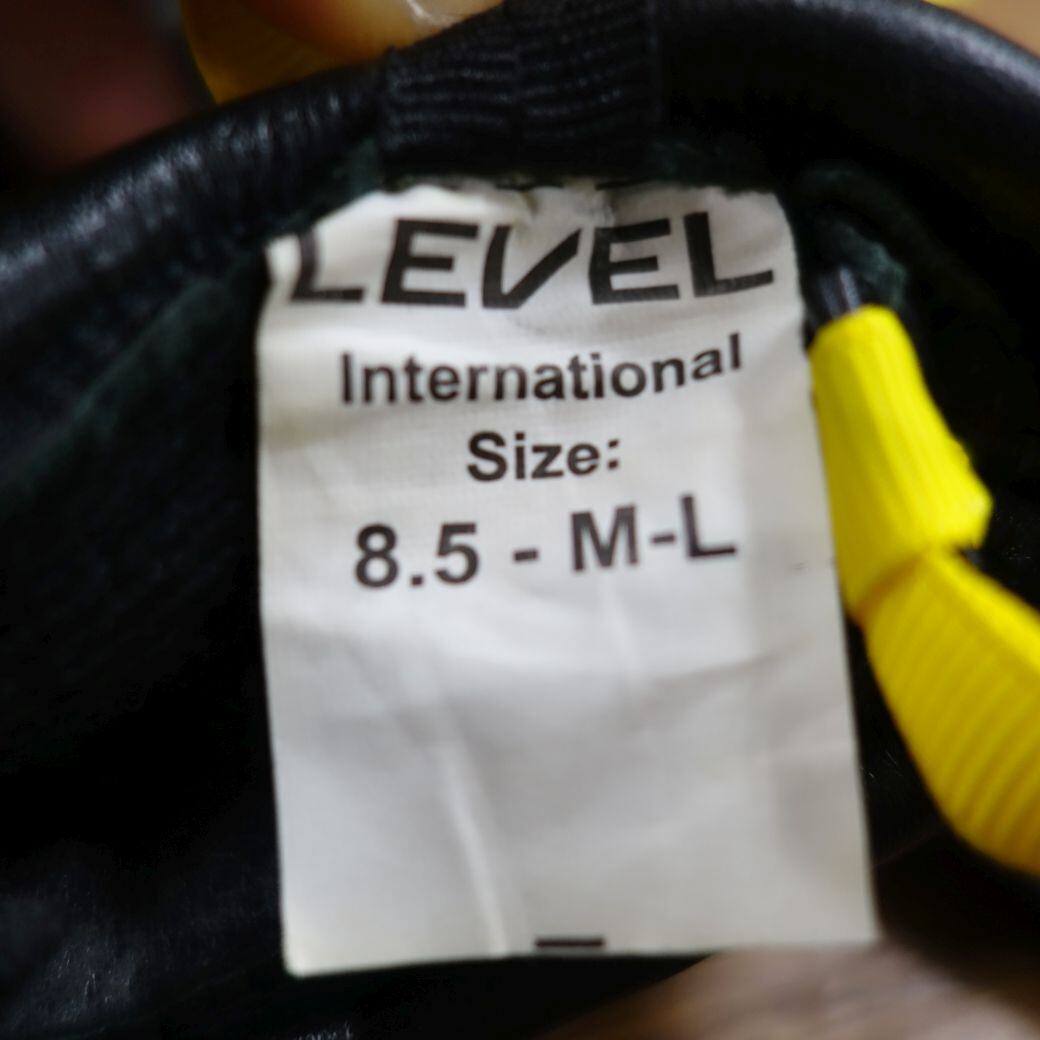 LEVEL
International
Size:
8.5 - M-L